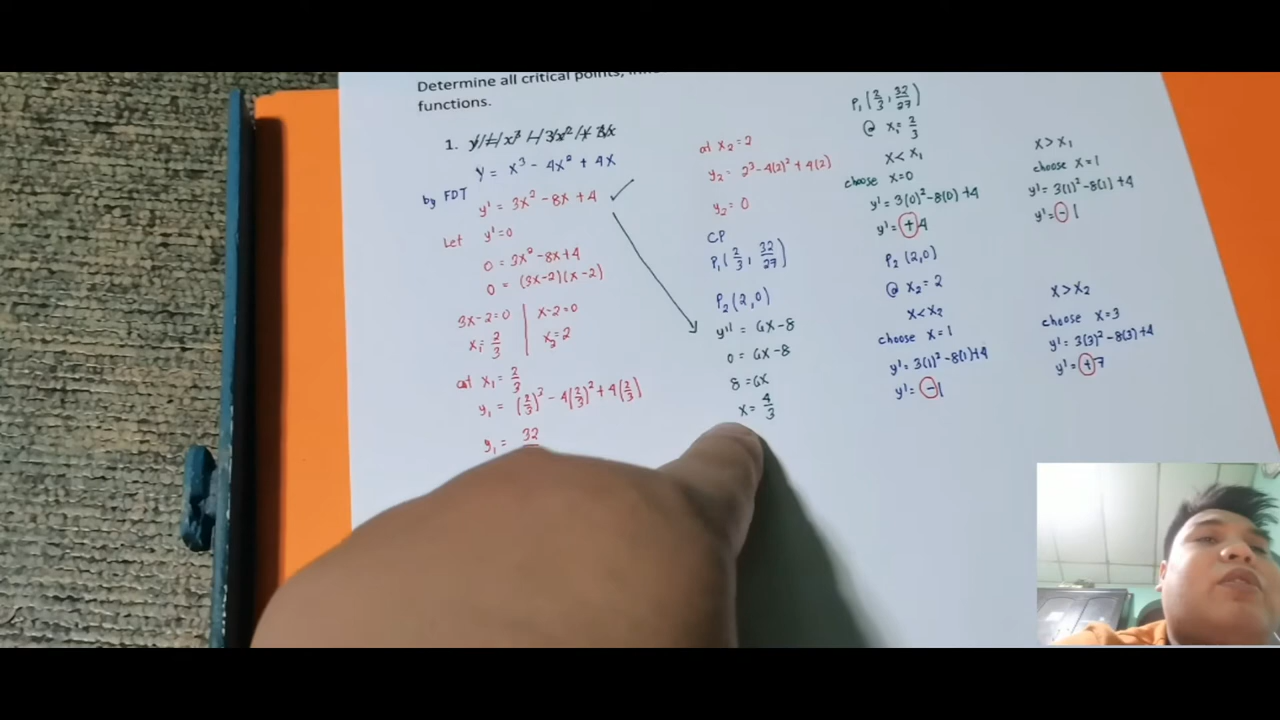 Determine all critical points,
functions.
1. y = x³ - 3x² + 3x
y = x³ - 4x² + 4x
by FDT
y' = 3x² - 8x + 4 ✓
Let y' = 0
0 = 3x² - 8x + 4
0 = (3x-2)(x-2)
3x-2=0 | x-2=0
x₁ = 2/3 | x₂ = 2
at x₁ = 2/3
y₁ = (2/3)³ - 4(2/3)² + 4(2/3)
y₁ = 32
at x₂ = 2
y₂ = 2³ - 4(2)² + 4(2)
y₂ = 0
CP
P₁(2/3, 32/27)
P₂(2,0)
y'' = 6x-8
0 = 6x-8
8 = 6x
x = 4/3
P₁(2/3, 32/27)
@ x₁ = 2/3
x < x₁
choose x=0
y' = 3(0)² - 8(0) + 4
y' = +4
P₂(2,0)
@ x₂ = 2
x < x₂
choose x=1
y' = 3(1)² - 8(1) + 4
y' = -1
x > x₁
choose x=1
y' = 3(1)² - 8(1) + 4
y' = -1
x > x₂
choose x=3
y' = 3(3)² - 8(3) + 4
y' = +7